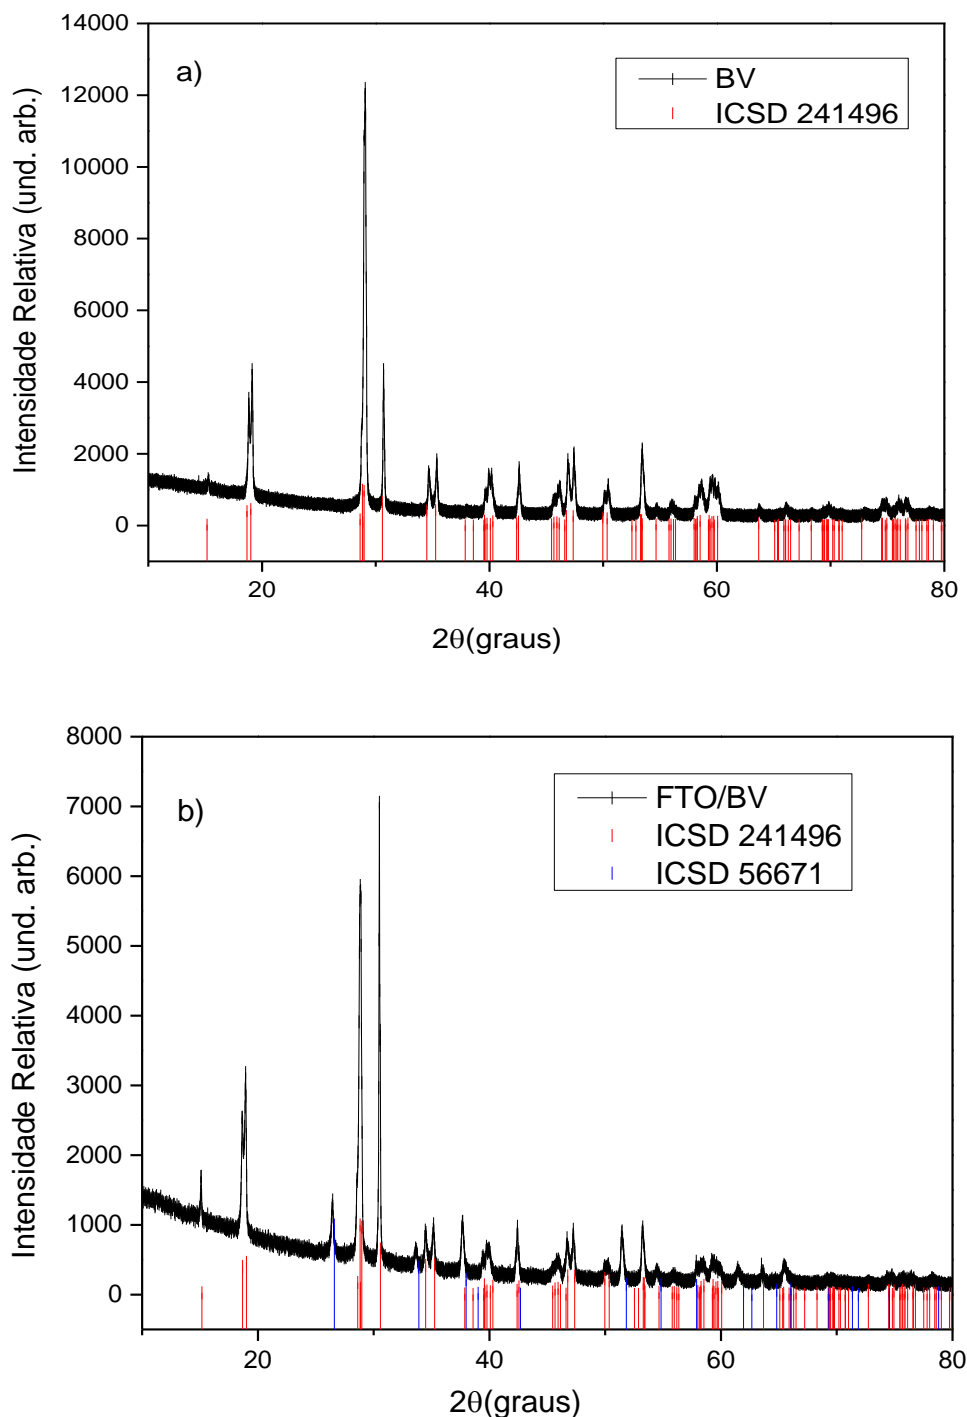 14000
a)
BV
ICSD 241496
12000
10000
8000
6000
4000
2000
0
Intensidade Relativa (und. arb.)
20
40
60
80
2θ(graus)
8000
b)
FTO/BV
ICSD 241496
ICSD 56671
7000
6000
5000
4000
3000
2000
1000
0
Intensidade Relativa (und. arb.)
20
40
60
80
2θ(graus)